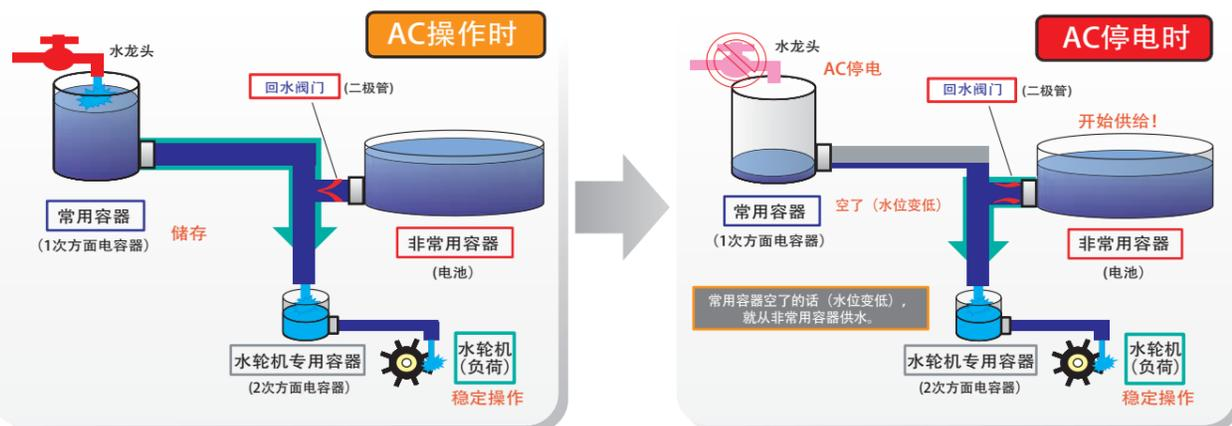 AC操作时
水龙头
回水阀门
(二极管)
常用容器
(1次方面电容器)
储存
非常用容器
(电池)
水轮机专用容器
(2次方面电容器)
水轮机
(负荷)
稳定操作
AC停电时
水龙头
AC停电
回水阀门
(二极管)
开始供给!
常用容器
(1次方面电容器)
空了（水位变低）
非常用容器
(电池)
常用容器空了的话（水位变低）,
就从非常用容器供水。
水轮机专用容器
(2次方面电容器)
水轮机
(负荷)
稳定操作